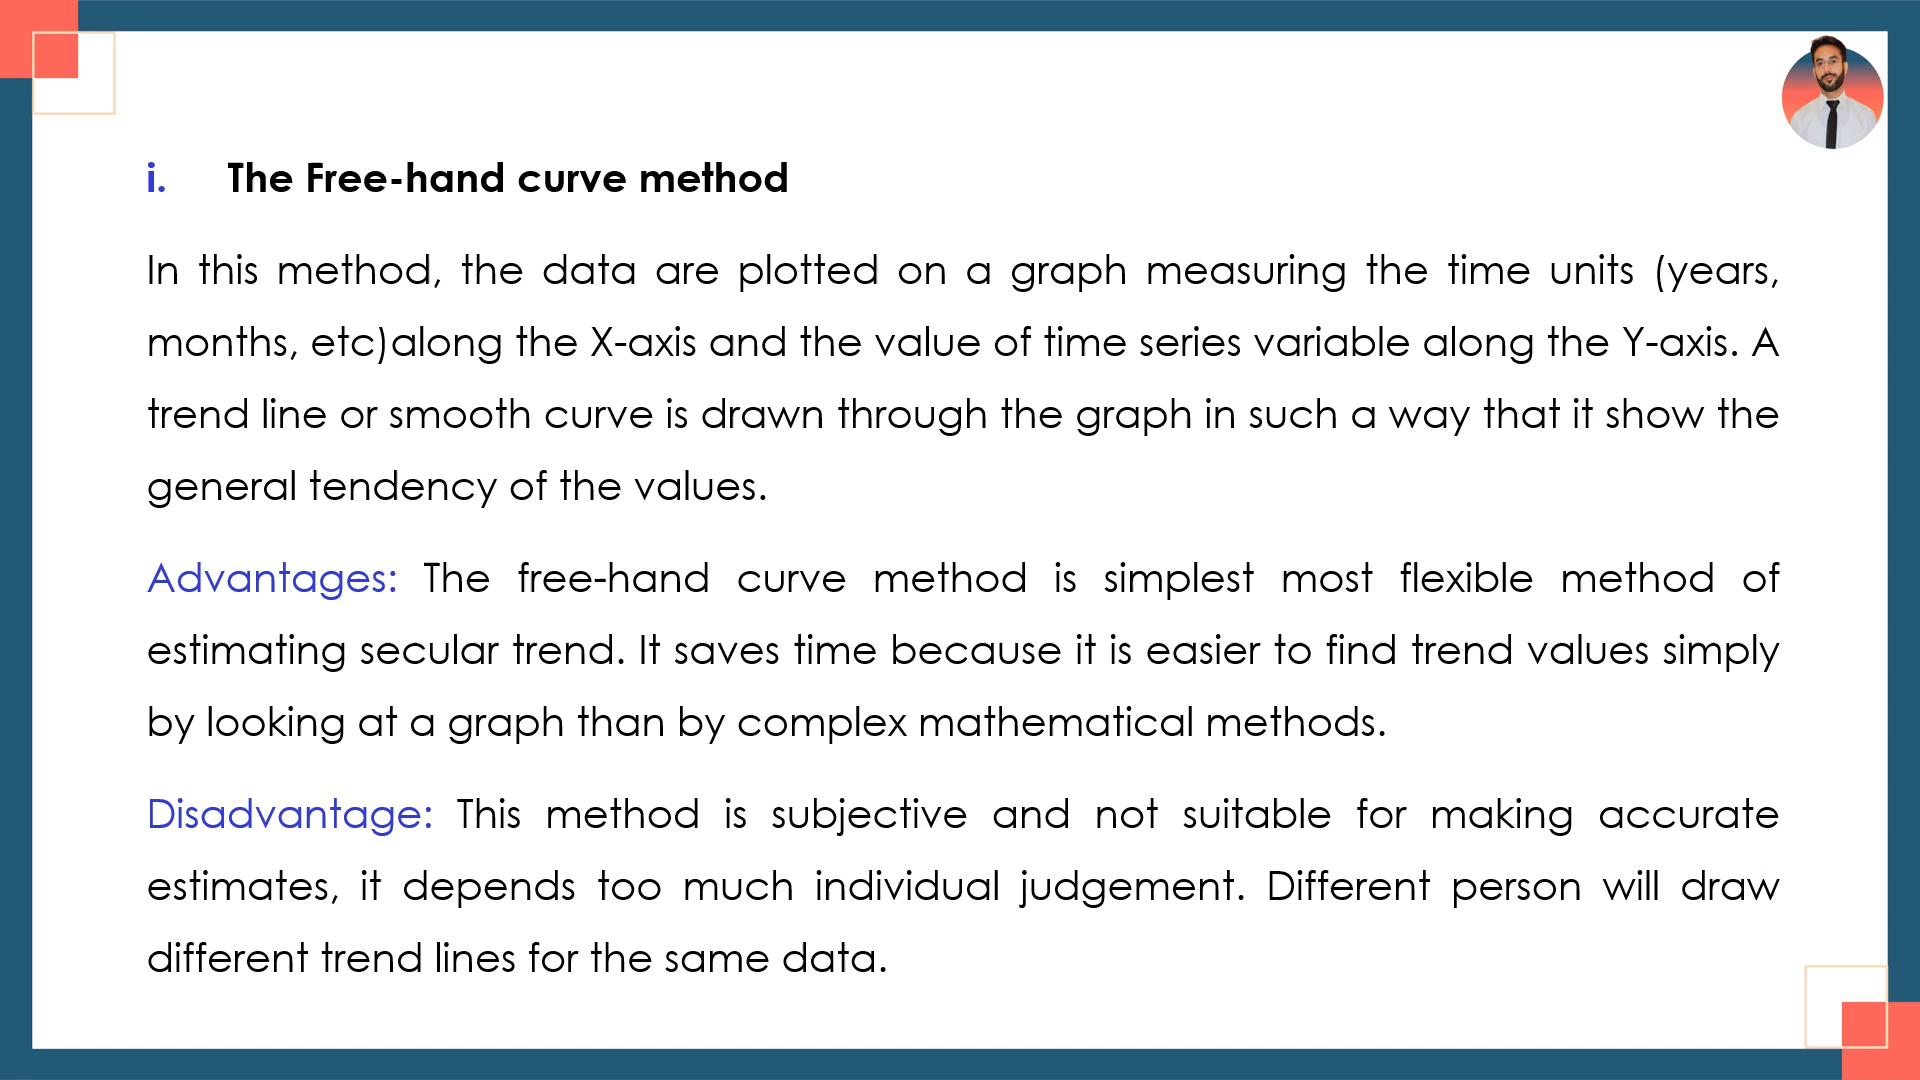 i. The Free-hand curve method
In this method, the data are plotted on a graph measuring the time units (years,
months, etc)along the X-axis and the value of time series variable along the Y-axis. A
trend line or smooth curve is drawn through the graph in such a way that it show the
general tendency of the values.
Advantages: The free-hand curve method is simplest most flexible method of
estimating secular trend. It saves time because it is easier to find trend values simply
by looking at a graph than by complex mathematical methods.
Disadvantage: This method is subjective and not suitable for making accurate
estimates, it depends too much individual judgement. Different person will draw
different trend lines for the same data.